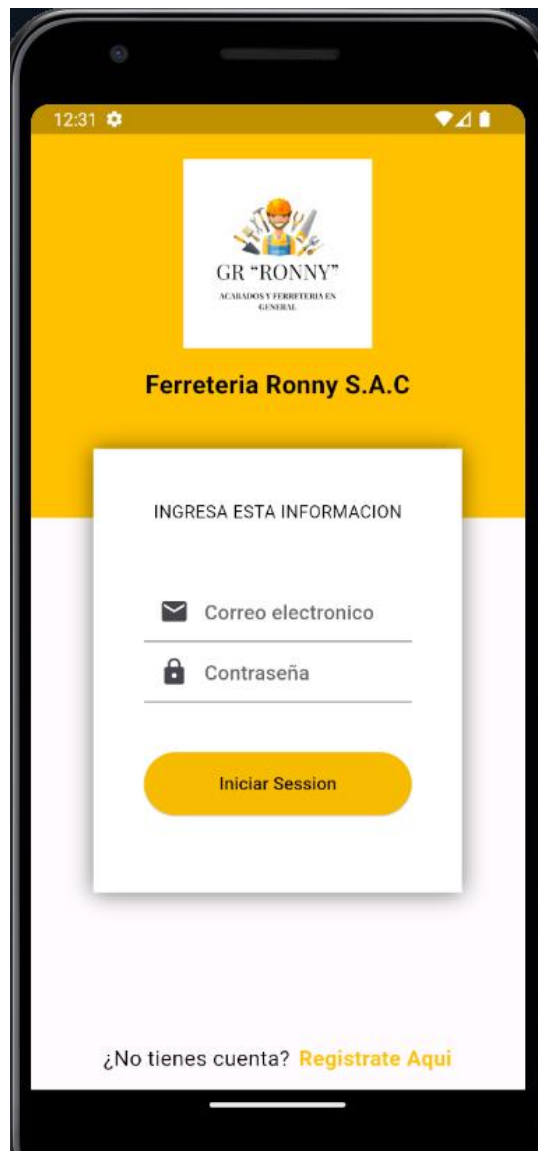 12:31
GR “RONNY”
ACABADOS Y FERRETERIA EN
GENERAL
Ferreteria Ronny S.A.C
INGRESA ESTA INFORMACION
Correo electronico
Contraseña
Iniciar Session
¿No tienes cuenta? Registrate Aqui